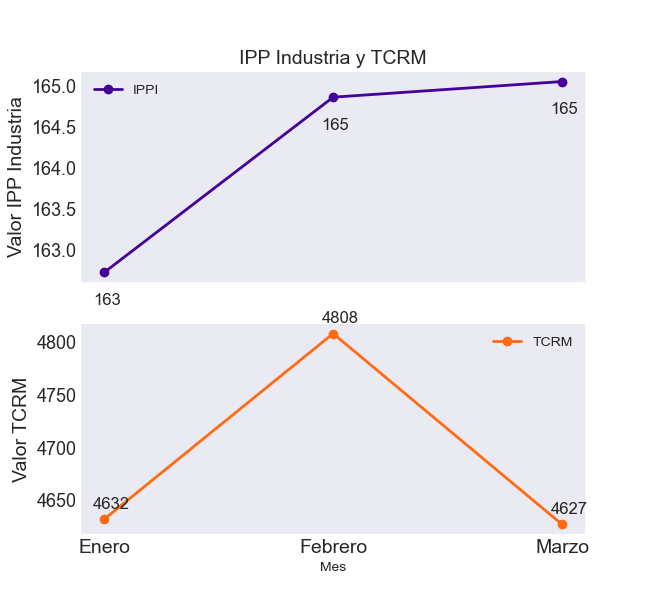 IPP Industria y TCRM
Valor IPP Industria
165.0
164.5
164.0
163.5
163.0
IPPI
163
165
165
Valor TCRM
4800
4750
4700
4650
TCRM
4632
4808
4627
Enero Febrero Marzo
Mes